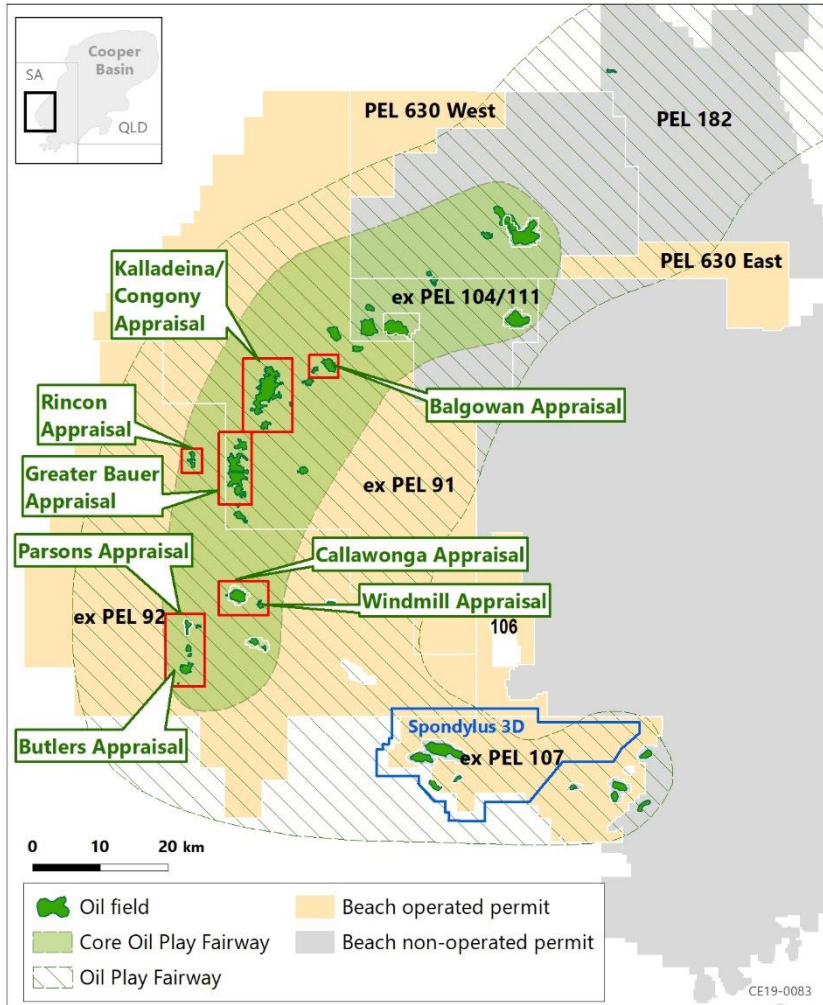 Cooper
Basin
SA
QLD
PEL 630 West
PEL 182
Kalladeina/
Congony
Appraisal
PEL 630 East
ex PEL 104/111
Rincon
Appraisal
Balgowan Appraisal
Greater Bauer
Appraisal
ex PEL 91
Parsons Appraisal
Callawonga Appraisal
Windmill Appraisal
ex PEL 92
106
Butlers Appraisal
Spondylus 3D
ex PEL 107
0 10 20 km
Oil field
Beach operated permit
Core Oil Play Fairway
Beach non-operated permit
Oil Play Fairway
CE19-0083